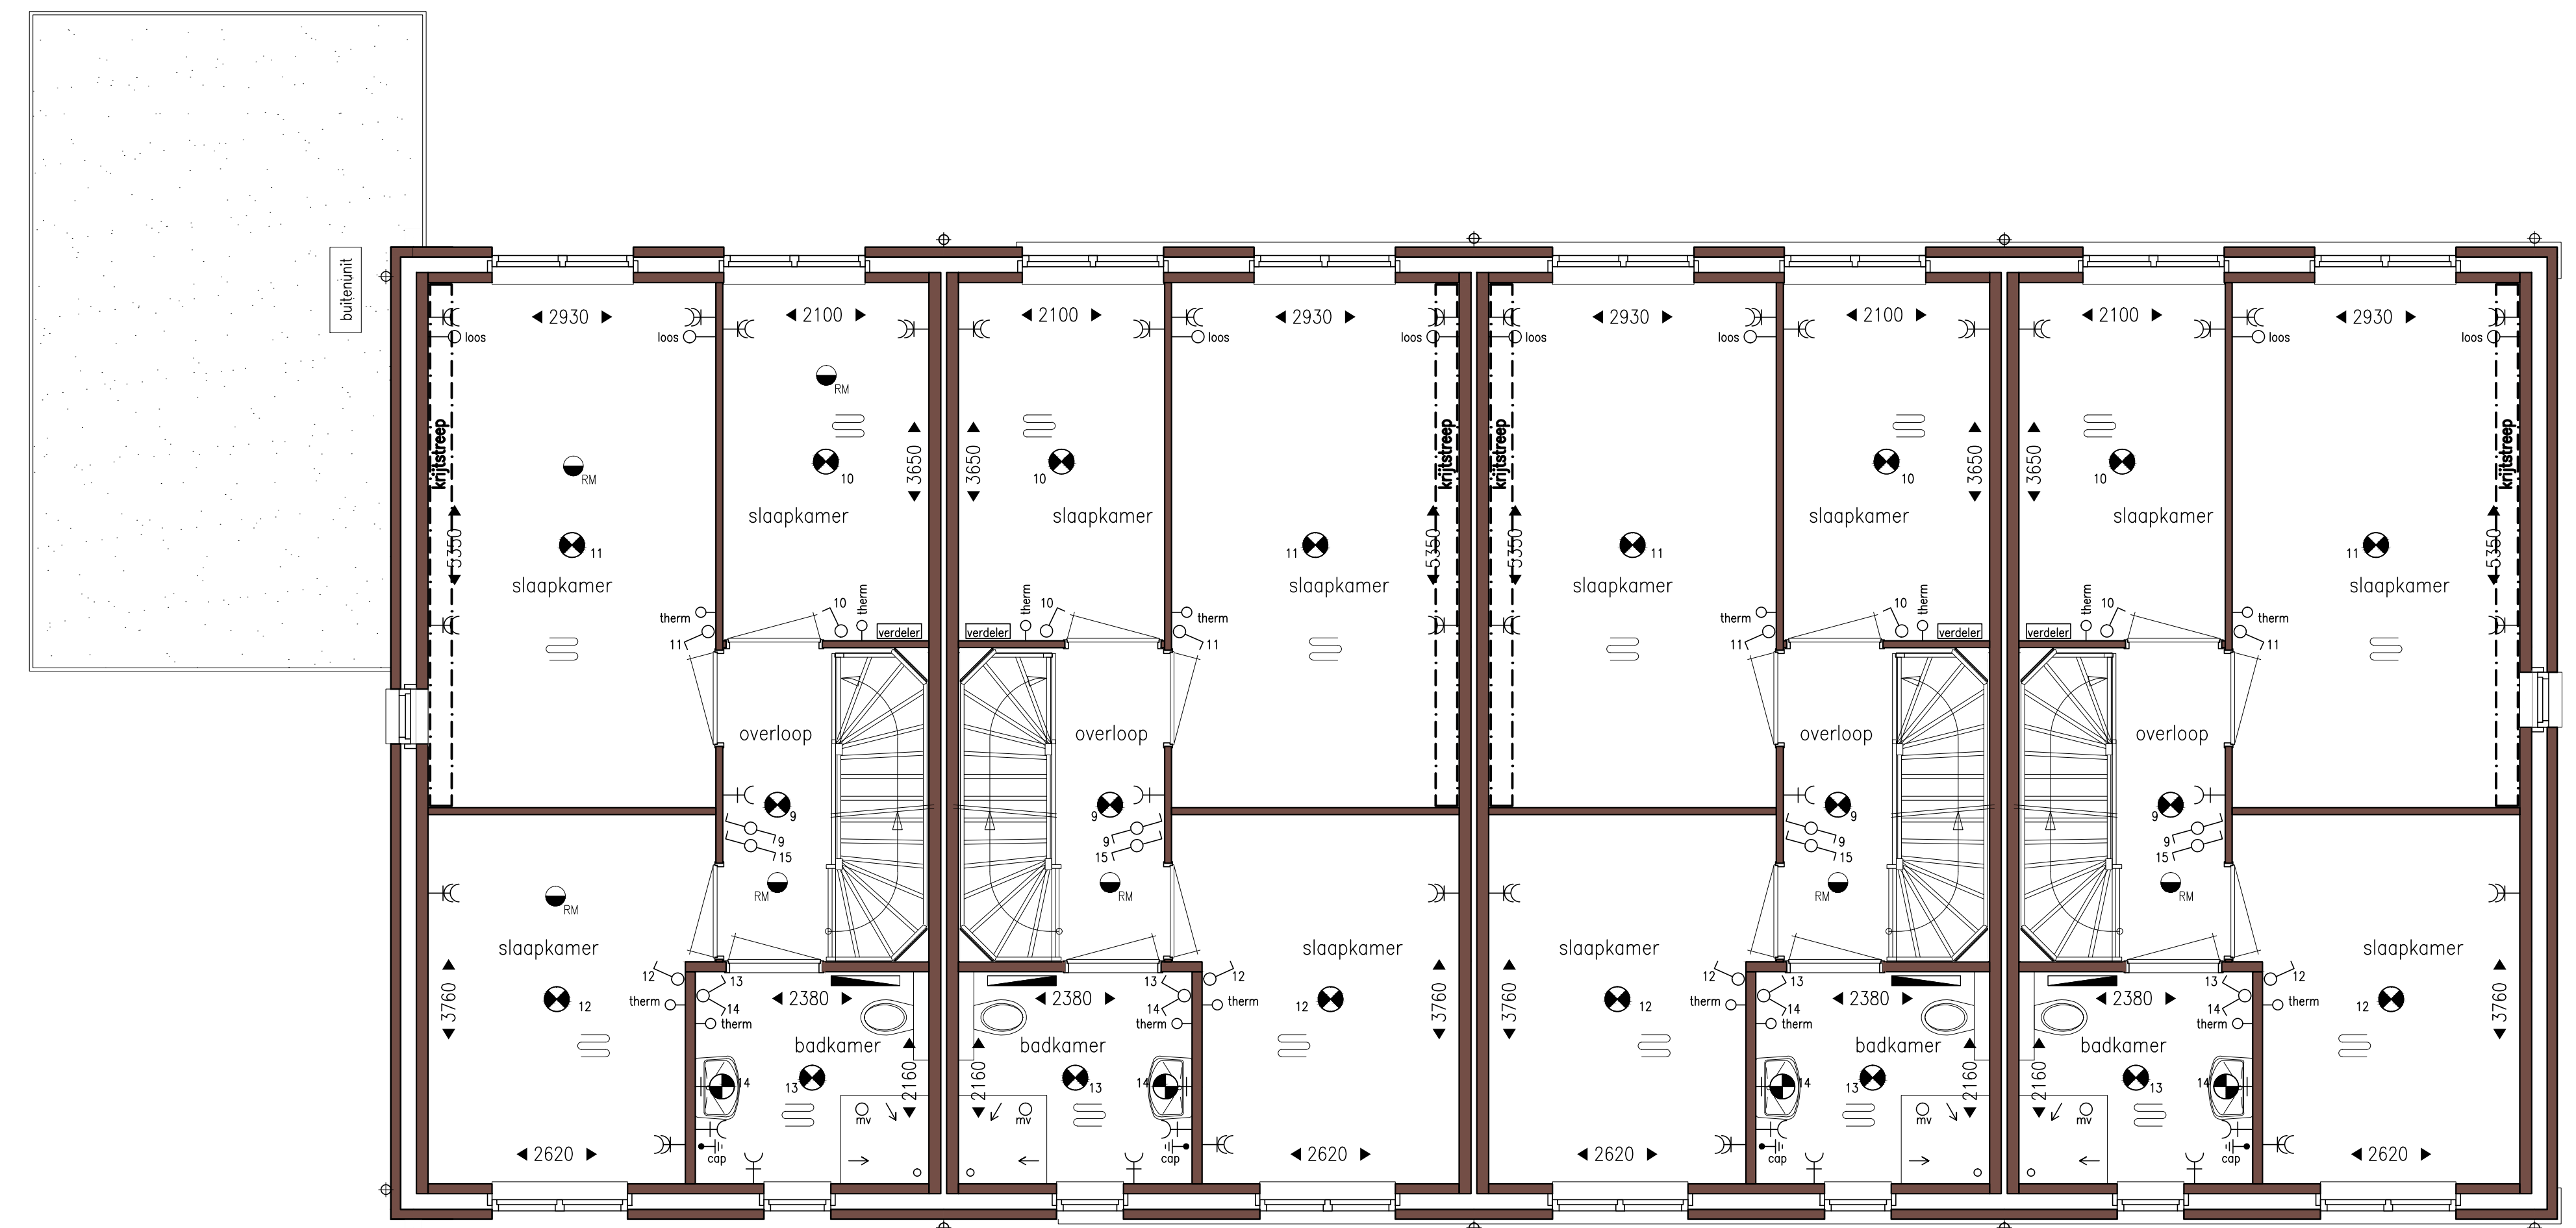 buitenunit
2930 2100 2100 2930 2930 2100 2100 2930
loos loos loos loos loos loos loos loos
RM
krijtstreep krijtstreep krijtstreep krijtstreep
3650 3650 3650 3650
RM
10 10 10 10
slaapkamer slaapkamer slaapkamer slaapkamer
5350 5350 5350 5350
11 11 11 11
slaapkamer slaapkamer slaapkamer slaapkamer
therm 10 therm therm 10 therm therm 10 therm therm 10 therm
11 verdeler verdeler 11 11 verdeler verdeler 11
overloop overloop overloop overloop
9 9 9 9
9 9 9 9
15 15 15 15
RM RM RM RM RM
slaapkamer slaapkamer slaapkamer slaapkamer
12 13 13 12 12 13 13 12
3760 12 therm 14 2380 2380 14 therm 12 3760 3760 12 therm 14 2380 2380 14 therm 12 3760
therm therm therm therm
badkamer badkamer badkamer badkamer
2160 2160 2160 2160
14 13 13 14 14 13 13 14
mv mv mv mv
2620 cap cap 2620 2620 cap cap 2620